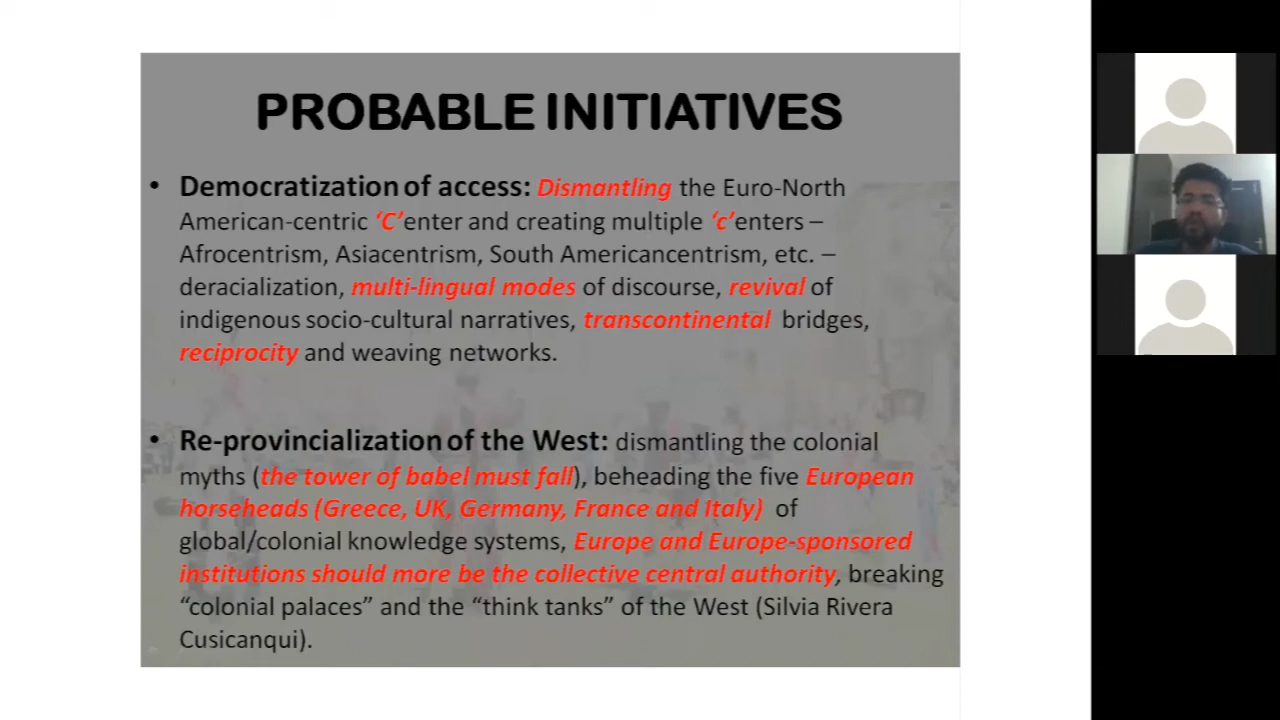 PROBABLE INITIATIVES
• Democratization of access: Dismantling the Euro-North
American-centric ‘C’enter and creating multiple ‘c’enters –
Afrocentrism, Asiacentrism, South Americancentrism, etc. –
deracialization, multi-lingual modes of discourse, revival of
indigenous socio-cultural narratives, transcontinental bridges,
reciprocity and weaving networks.
• Re-provincialization of the West: dismantling the colonial
myths (the tower of babel must fall), beheading the five European
horseheads (Greece, UK, Germany, France and Italy) of
global/colonial knowledge systems, Europe and Europe-sponsored
institutions should more be the collective central authority, breaking
“colonial palaces” and the “think tanks” of the West (Silvia Rivera
Cusicanqui).